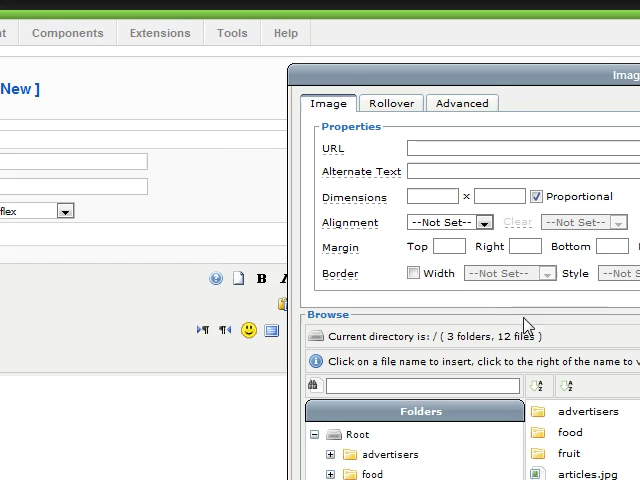 nt Components Extensions Tools Help
New ]
Imag
Image Rollover Advanced
Properties
URL
Alternate Text
Dimensions x Proportional
Alignment --Not Set-- Clear --Not Set--
Margin Top Right Bottom
Border Width --Not Set-- Style --Not Set--
flex
B I
Browse
Current directory is: / ( 3 folders, 12 files )
Click on a file name to insert, click to the right of the name to v
Folders
Root
advertisers
food
advertisers
food
fruit
articles.jpg